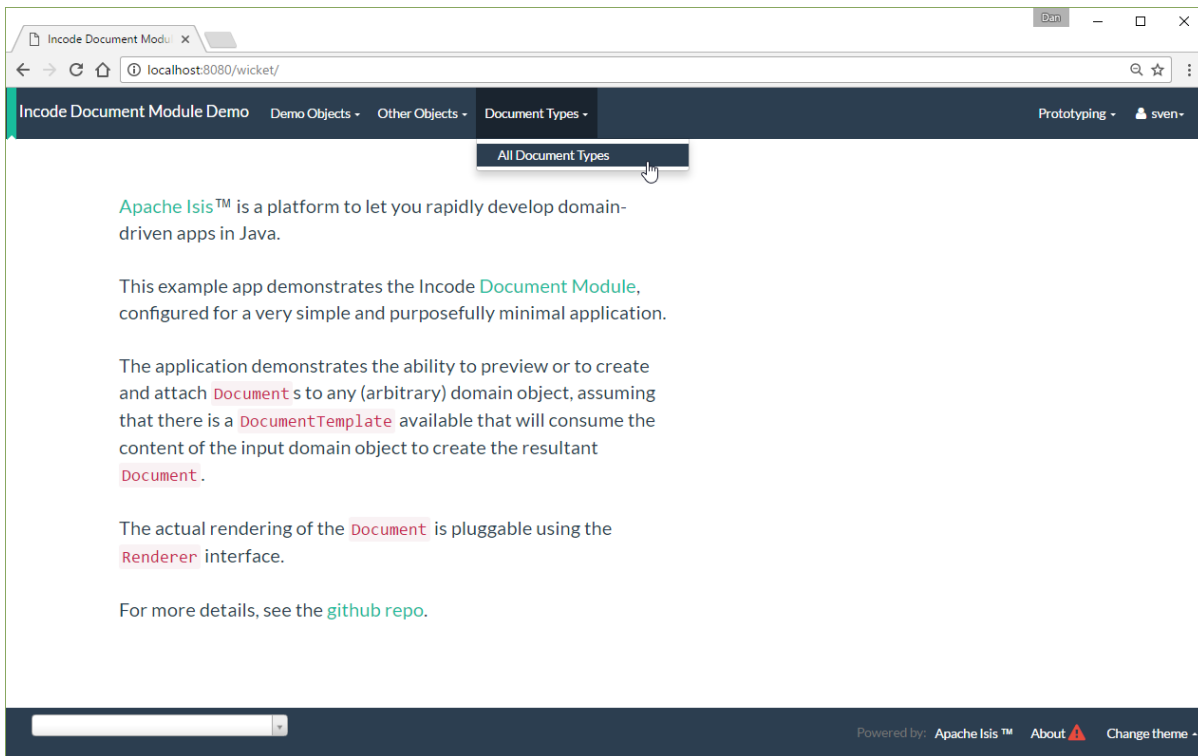 Dan
Incode Document Modu
localhost:8080/wicket/
Incode Document Module Demo Demo Objects Other Objects Document Types Prototyping sven
All Document Types
Apache Isis™ is a platform to let you rapidly develop domain-
driven apps in Java.
This example app demonstrates the Incode Document Module,
configured for a very simple and purposefully minimal application.
The application demonstrates the ability to preview or to create
and attach Document s to any (arbitrary) domain object, assuming
that there is a DocumentTemplate available that will consume the
content of the input domain object to create the resultant
Document .
The actual rendering of the Document is pluggable using the
Renderer interface.
For more details, see the github repo.
Powered by: Apache Isis ™ About Change theme